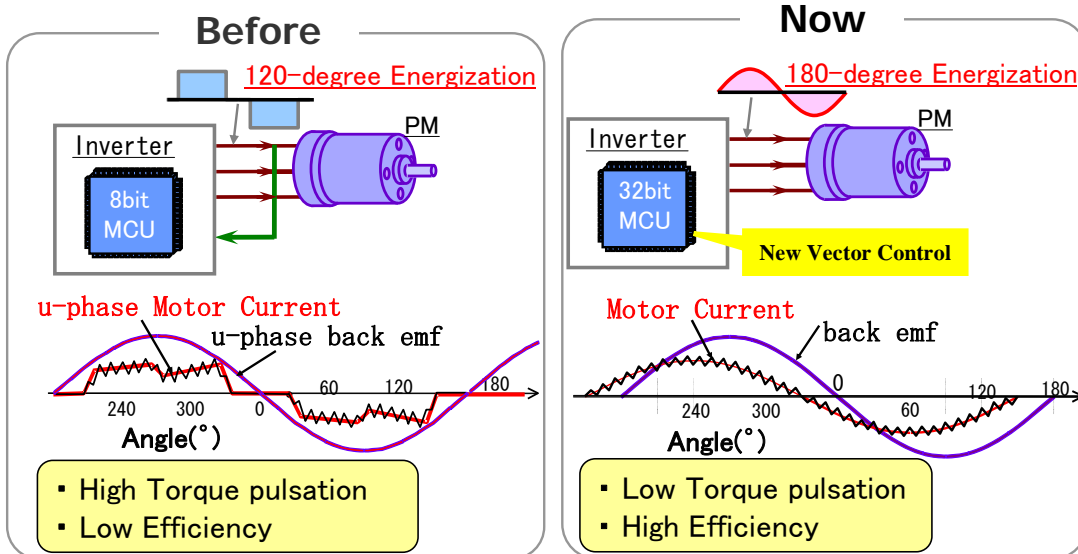 Before
120-degree Energization
PM
Inverter
8bit
MCU
u-phase Motor Current
u-phase back emf
60 120 180
240 300 0
Angle(°)
・ High Torque pulsation
・ Low Efficiency
Now
180-degree Energization
PM
Inverter
32bit
MCU
New Vector Control
Motor Current
back emf
0 120 180
240 300 60
Angle(°)
・ Low Torque pulsation
・ High Efficiency